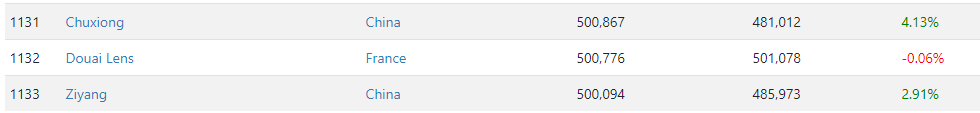 1131 Chuxiong China 500,867 481,012 4.13%
1132 Douai Lens France 500,776 501,078 -0.06%
1133 Ziyang China 500,094 485,973 2.91%